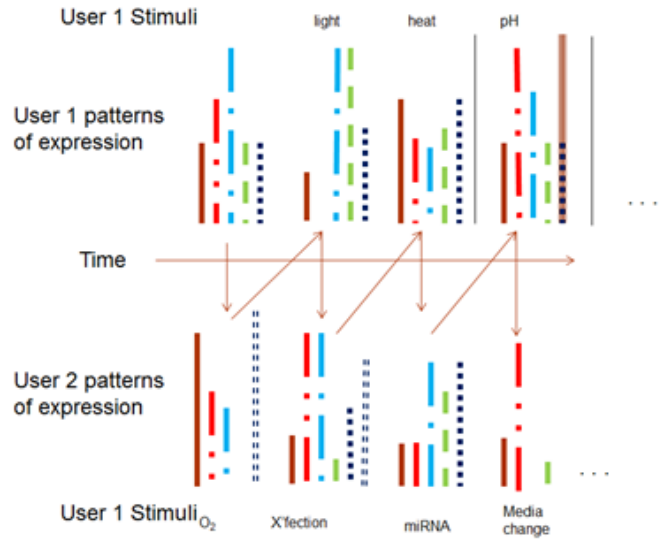 User 1 Stimuli
light
heat
pH
User 1 patterns
of expression
. . .
Time
User 2 patterns
of expression
. . .
User 1 Stimuli
O2
X'fection
miRNA
Media
change